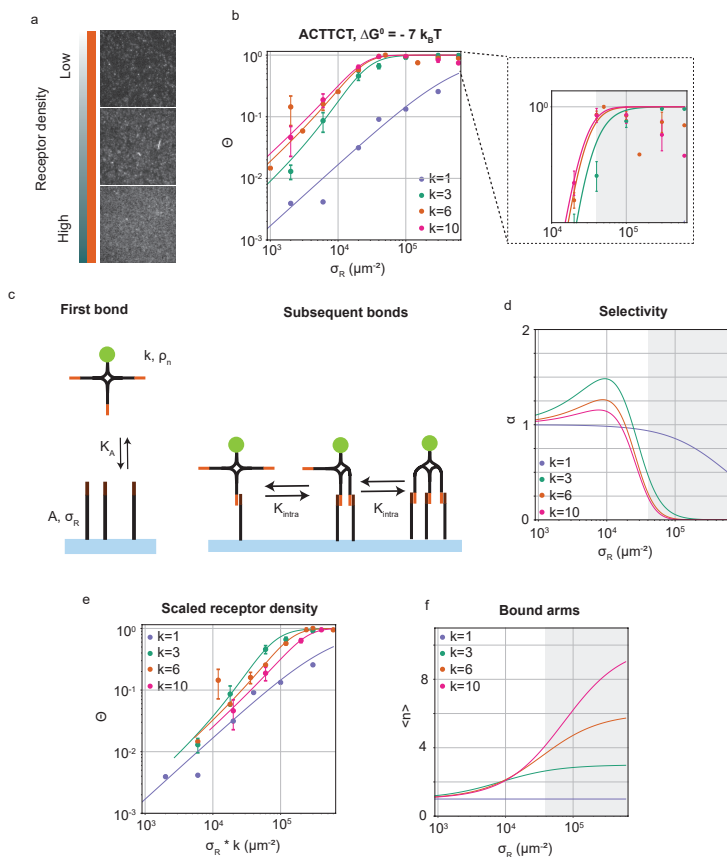 a
Receptor density
Low
High
b
ACTTCT, ΔG⁰ = - 7 k_BT
10⁰
10⁻¹
10⁻²
10⁻³
Θ
10³
10⁴
10⁵
σ_R (μm⁻²)
k=1
k=3
k=6
k=10
10⁰
10⁴
10⁵
c
First bond
Subsequent bonds
k, ρ_n
K_A
A, σ_R
K_intra
K_intra
d
Selectivity
2
1
0
α
k=1
k=3
k=6
k=10
10³
10⁴
10⁵
σ_R (μm⁻²)
e
Scaled receptor density
k=1
k=3
k=6
k=10
10⁰
10⁻¹
10⁻²
10⁻³
Θ
10³
10⁴
10⁵
σ_R * k (μm⁻²)
f
Bound arms
k=1
k=3
k=6
k=10
8
4
0
<n>
10³
10⁴
10⁵
σ_R (μm⁻²)